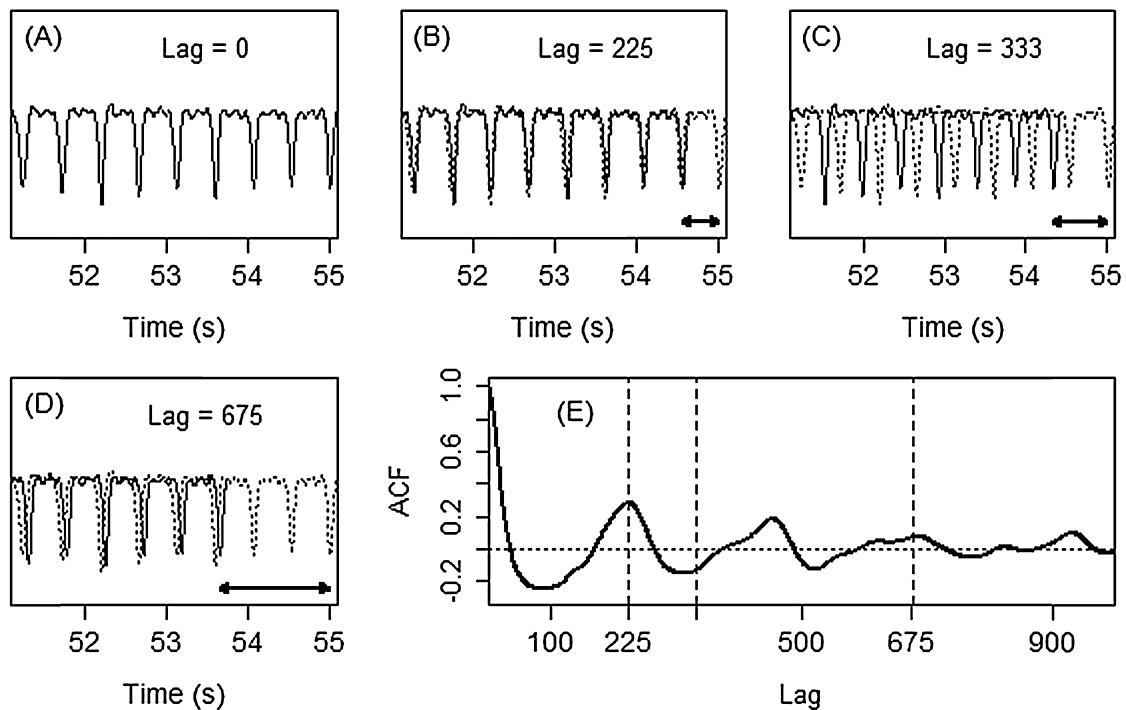 (A) Lag = 0
52 53 54 55
Time (s)
(B) Lag = 225
52 53 54 55
Time (s)
(C) Lag = 333
52 53 54 55
Time (s)
(D) Lag = 675
52 53 54 55
Time (s)
(E)
1.0
0.6
0.2
-0.2
ACF
100 225 500 675 900
Lag